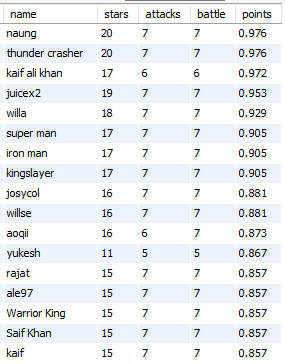 name stars attacks battle points
naung 20 7 7 0.976
thunder crasher 20 7 7 0.976
kaif ali khan 17 6 6 0.972
juicex2 19 7 7 0.953
willa 18 7 7 0.929
super man 17 7 7 0.905
iron man 17 7 7 0.905
kingslayer 17 7 7 0.905
josycol 16 7 7 0.881
willse 16 7 7 0.881
aoqii 16 6 7 0.873
yukesh 11 5 5 0.867
rajat 15 7 7 0.857
ale97 15 7 7 0.857
Warrior King 15 7 7 0.857
Saif Khan 15 7 7 0.857
kaif 15 7 7 0.857